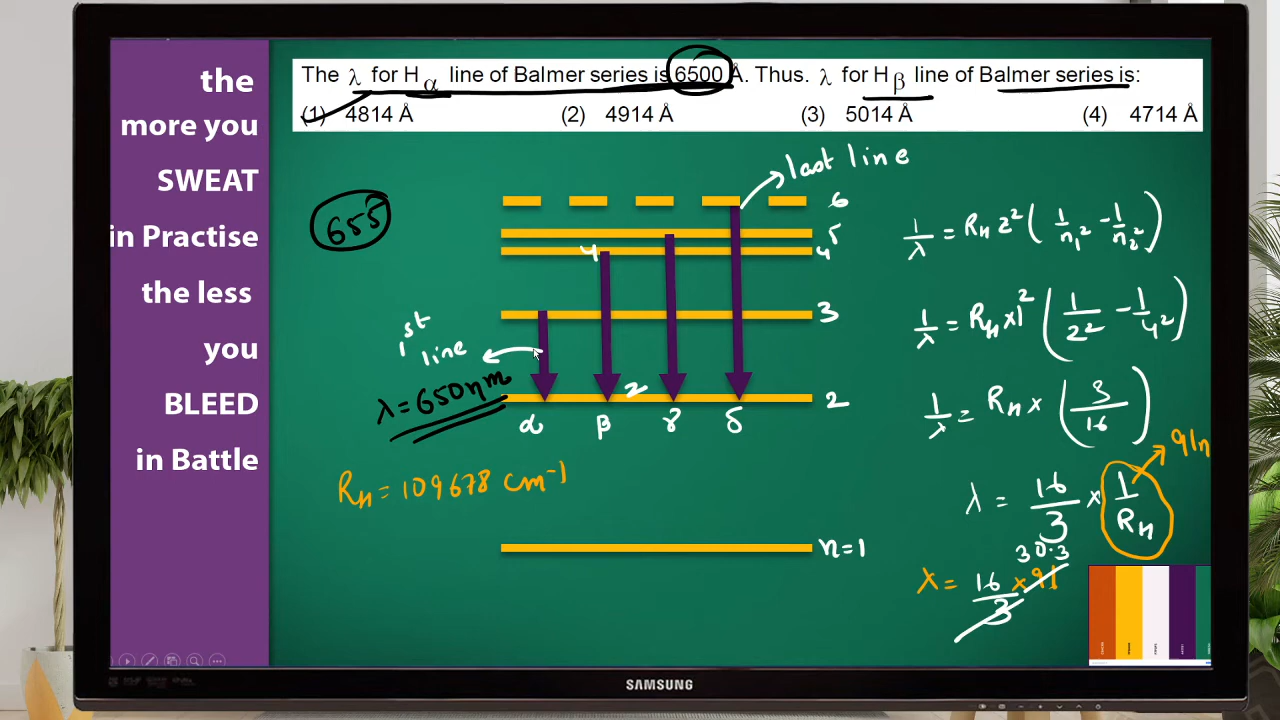 the
more you
SWEAT
in Practise
the less
you
BLEED
in Battle
The λ for H α line of Balmer series is 6500 Å. Thus. λ for H β line of Balmer series is:
(1) 4814 Å (2) 4914 Å (3) 5014 Å (4) 4714 Å
655
last line
6
5
4 4
3
1st line
λ=650nm
2 2
α β γ δ
RH = 109678 cm-1
n=1
1/λ = RH z² (1/n1² - 1/n2²)
1/λ = RH x1² (1/2² - 1/4²)
1/λ = RH x (3/16)
91n
λ = 16/3 x 1/RH
30.3
λ = 16/3 x 91
SAMSUNG